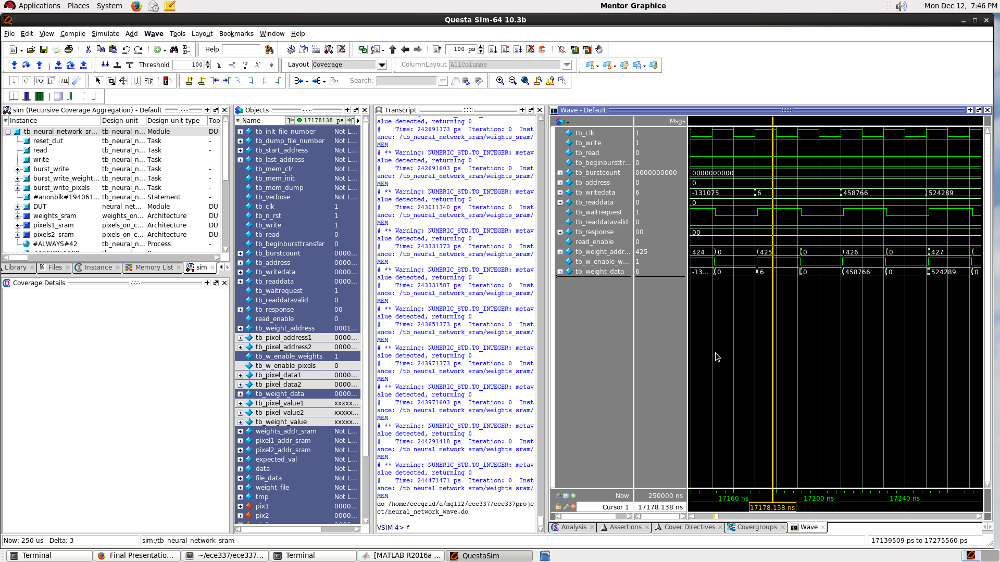 Applications Places System
Mentor Graphice
Mon Dec 12, 7:46 PM
Questa Sim-64 10.3b
File Edit View Compile Simulate Add Wave Tools Layout Bookmarks Window Help
Help
100 ps
Threshold 100
Layout Coverage
ColumnLayout AllColumns
Search:
sim (Recursive Coverage Aggregation) - Default
Instance Design unit Design unit type Top
tb_neural_network_sr... tb_neural_n... Module DU
reset_dut tb_neural_n... Task -
read tb_neural_n... Task -
write tb_neural_n... Task -
burst_write tb_neural_n... Task -
burst_write_weight... tb_neural_n... Task -
burst_write_pixels tb_neural_n... Task -
#anonblk#194061... tb_neural_n... Statement -
DUT neural_net... Module DU
weights_sram weights_on... Architecture DU
pixels1_sram pixels_on_c... Architecture DU
pixels2_sram pixels_on_c... Architecture DU
#ALWAYS#42 tb_neural_n... Process -
Library Files Instance Memory List sim
Coverage Details
Objects
Name 17178138 ps
tb_init_file_number Not L...
tb_dump_file_number Not L...
tb_start_address Not L...
tb_last_address Not L...
tb_mem_clr Not L...
tb_mem_init Not L...
tb_mem_dump Not L...
tb_verbose Not L...
tb_clk 1
tb_n_rst 1
tb_write 1
tb_read 0
tb_beginbursttransfer 0
tb_burstcount 0000...
tb_address 0000...
tb_writedata 0000...
tb_readdata 0000...
tb_waitrequest 1
tb_readdatavalid 0
tb_response 00
read_enable 0
tb_weight_address 0001...
tb_pixel_address1 0000...
tb_pixel_address2 0000...
tb_w_enable_weights 1
tb_w_enable_pixels 0
tb_pixel_data1 0000...
tb_pixel_data2 0000...
tb_weight_data 0000...
tb_pixel_value1 xxxxx...
tb_pixel_value2 xxxxx...
tb_weight_value xxxxx...
weights_addr_sram Not L...
pixel1_addr_sram Not L...
pixel2_addr_sram Not L...
expected_val Not L...
data Not L...
file_data Not L...
weight_file Not L...
tmp Not L...
pix1 0000...
pix2 0000...
Transcript
alue detected, returning 0
# Time: 242691373 ps Iteration: 0 Inst
ance: /tb_neural_network_sram/weights_sram/
MEM
# ** Warning: NUMERIC_STD.TO_INTEGER: metav
alue detected, returning 0
# Time: 242691603 ps Iteration: 0 Inst
ance: /tb_neural_network_sram/weights_sram/
MEM
# ** Warning: NUMERIC_STD.TO_INTEGER: metav
alue detected, returning 0
# Time: 243011340 ps Iteration: 0 Inst
ance: /tb_neural_network_sram/weights_sram/
MEM
# ** Warning: NUMERIC_STD.TO_INTEGER: metav
alue detected, returning 0
# Time: 243331373 ps Iteration: 0 Inst
ance: /tb_neural_network_sram/weights_sram/
MEM
# ** Warning: NUMERIC_STD.TO_INTEGER: metav
alue detected, returning 0
# Time: 243331587 ps Iteration: 0 Inst
ance: /tb_neural_network_sram/weights_sram/
MEM
# ** Warning: NUMERIC_STD.TO_INTEGER: metav
alue detected, returning 0
# Time: 243651373 ps Iteration: 0 Inst
ance: /tb_neural_network_sram/weights_sram/
MEM
# ** Warning: NUMERIC_STD.TO_INTEGER: metav
alue detected, returning 0
# Time: 243971373 ps Iteration: 0 Inst
ance: /tb_neural_network_sram/weights_sram/
MEM
# ** Warning: NUMERIC_STD.TO_INTEGER: metav
alue detected, returning 0
# Time: 243971603 ps Iteration: 0 Inst
ance: /tb_neural_network_sram/weights_sram/
MEM
# ** Warning: NUMERIC_STD.TO_INTEGER: metav
alue detected, returning 0
# Time: 244291418 ps Iteration: 0 Inst
ance: /tb_neural_network_sram/weights_sram/
MEM
# ** Warning: NUMERIC_STD.TO_INTEGER: metav
alue detected, returning 0
# Time: 244471471 ps Iteration: 0 Inst
ance: /tb_neural_network_sram/weights_sram/
MEM
do /home/ecegrid/a/mg112/ece337/ece337proje
ct/neural_network_wave.do
VSIM 4> f
Wave - Default
Msgs
tb_clk 1
tb_write 1
tb_read 0
tb_beginbursttr... 0
tb_burstcount 0000000000 0000000000
tb_address 0 0
tb_writedata 6 -131075 6 458766 524289
tb_readdata 0 0
tb_waitrequest 1
tb_readdatavalid 0
tb_response 00 00
read_enable 0
tb_weight_addr... 425 424 0 425 0 426 0 427
tb_w_enable_w... 1
tb_weight_data 6 -13... 0 6 0 458766 0 524289 0
Now 250000 ns
17160 ns 17200 ns 17240 ns
Cursor 1 17178.138 ns 17178.138 ns
Analysis Assertions Cover Directives Covergroups Wave
Now: 250 us Delta: 3 sim:/tb_neural_network_sram 17139509 ps to 17275560 ps
Terminal Final Presentatio... ~/ece337/ece337... Terminal [MATLAB R2016a ... QuestaSim